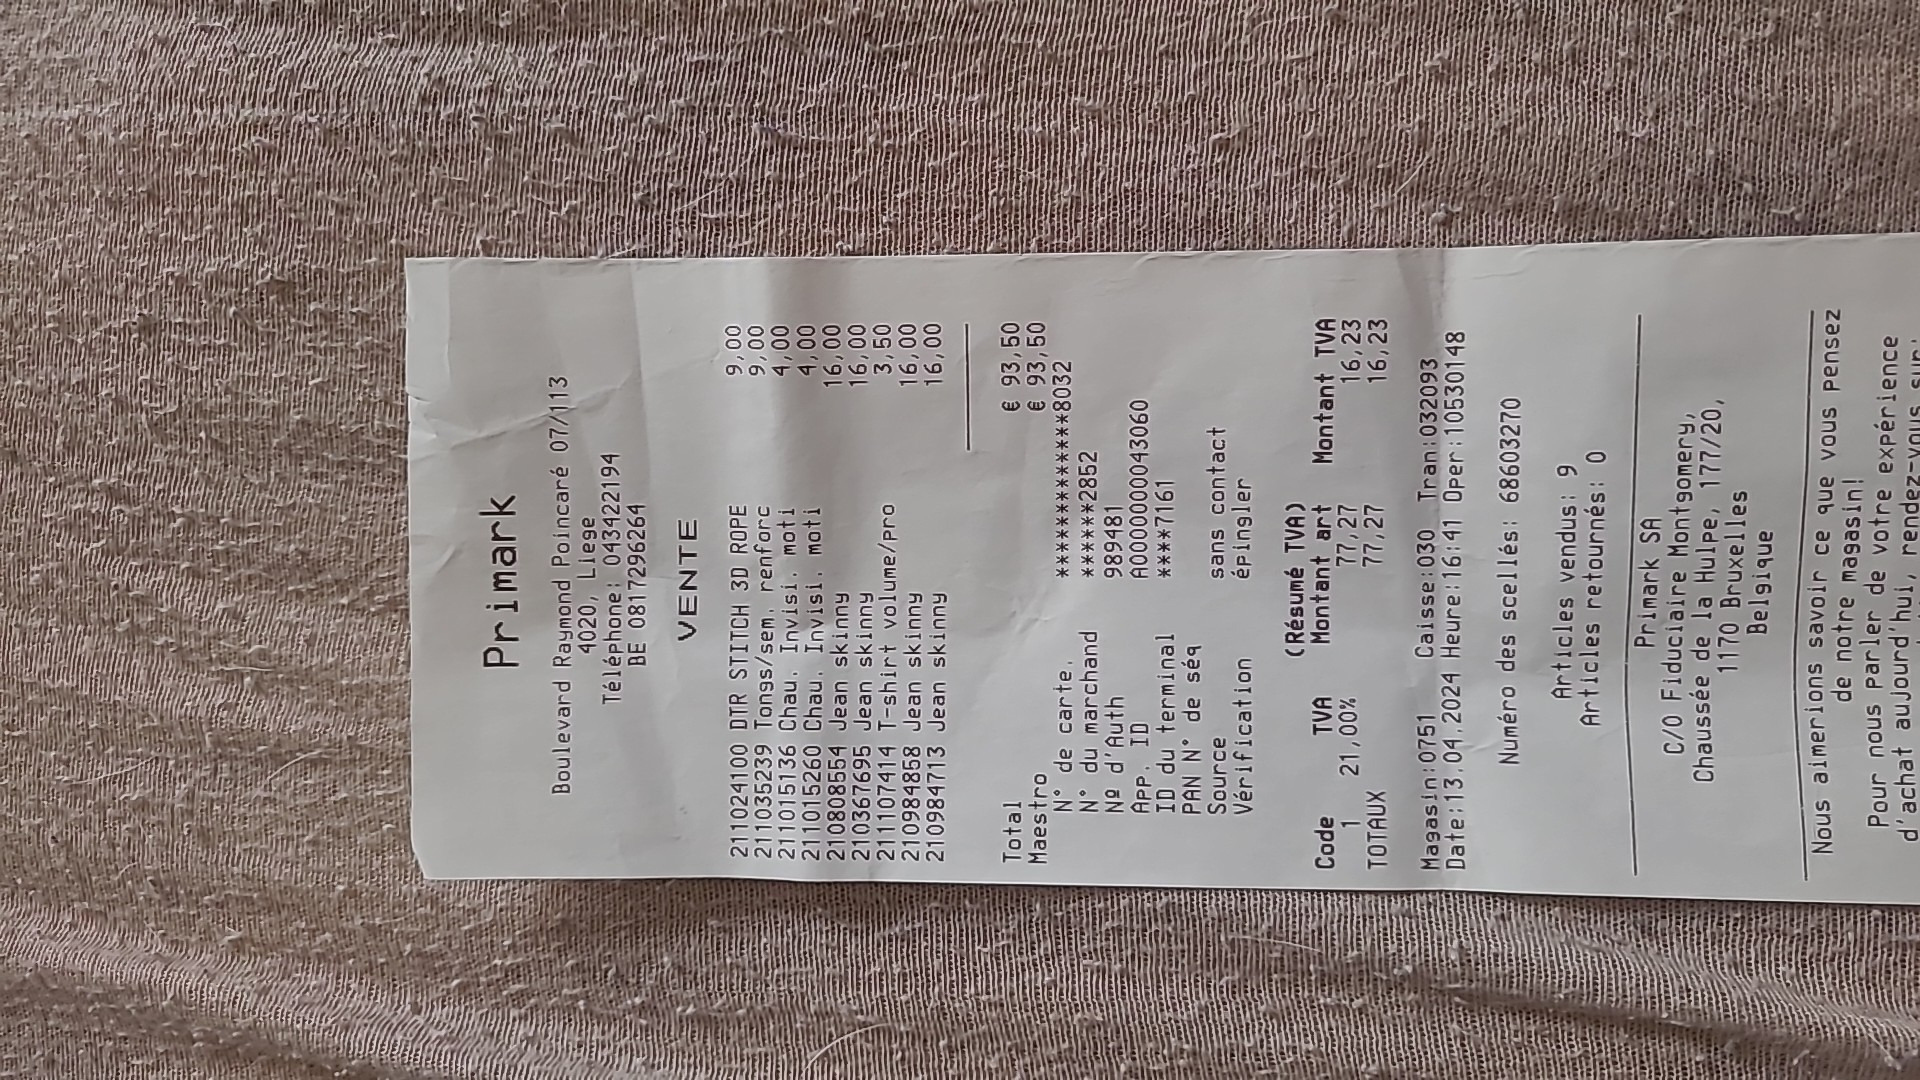 Primark
Boulevard Raymond Poincaré 07/113
4020, Liege
Téléphone: 043422194
BE 0817296264
VENTE
211024100 DTR STITCH 3D ROPE 9,00
211035239 Tongs/sem. renforc 9,00
211015136 Chau. Invisi. moti 4,00
211015260 Chau. Invisi. moti 4,00
210808554 Jean skinny 16,00
210367695 Jean skinny 16,00
211107414 T-shirt volume/pro 3,50
210984858 Jean skinny 16,00
210984713 Jean skinny 16,00
Total € 93,50
Maestro € 93,50
N° de carte. ***************8032
N° du marchand ******2852
Nº d'Auth 989481
App. ID A0000000043060
ID du terminal ****7161
PAN N° de séq
Source sans contact
Vérification épingler
(Résumé TVA)
Code TVA Montant art Montant TVA
1 21,00% 77,27 16,23
TOTAUX 77,27 16,23
Magasin:0751 Caisse:030 Tran:032093
Date:13.04.2024 Heure:16:41 Oper:10530148
Numéro des scellés: 68603270
Articles vendus: 9
Articles retournés: 0
Primark SA
C/O Fiduciaire Montgomery,
Chaussée de la Hulpe, 177/20,
1170 Bruxelles
Belgique
Nous aimerions savoir ce que vous pensez
de notre magasin!
Pour nous parler de votre expérience
d'achat aujourd'hui, rendez-vous sur: